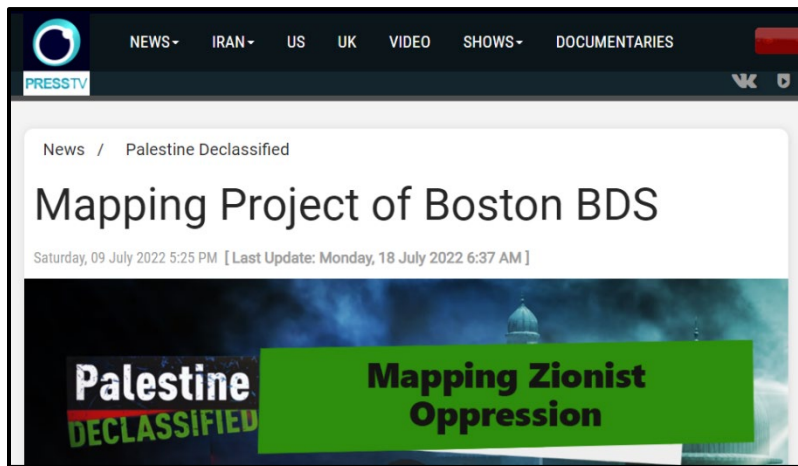 NEWS IRAN US UK VIDEO SHOWS DOCUMENTARIES
PRESSTV
News / Palestine Declassified
Mapping Project of Boston BDS
Saturday, 09 July 2022 5:25 PM [ Last Update: Monday, 18 July 2022 6:37 AM ]
Palestine
DECLASSIFIED
Mapping Zionist
Oppression